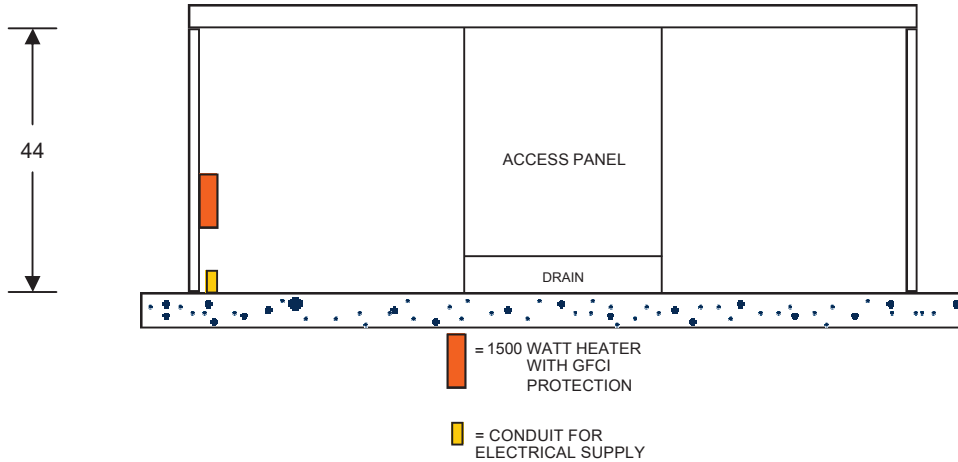 44
ACCESS PANEL
DRAIN
= 1500 WATT HEATER
WITH GFCI
PROTECTION
= CONDUIT FOR
ELECTRICAL SUPPLY